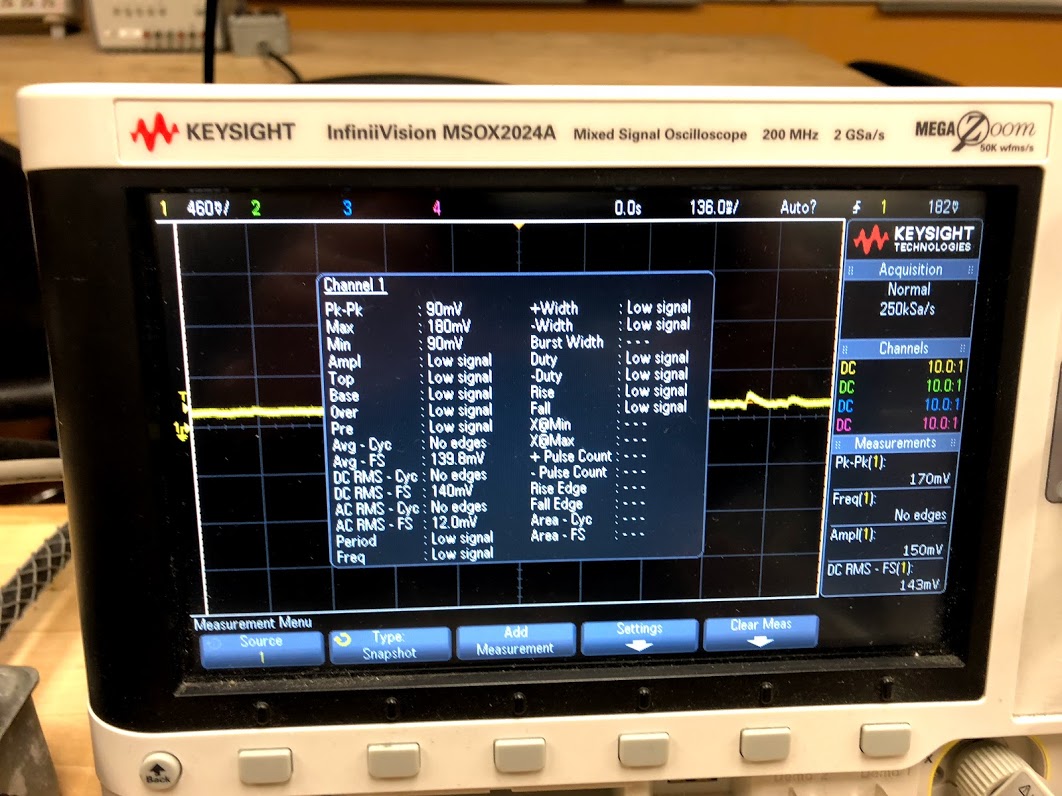 KEYSIGHT InfiniiVision MSOX2024A Mixed Signal Oscilloscope 200 MHz 2 GSa/s MEGA Zoom
50K wfms/s
1 460V/ 2 3 4 0.0s 136.0s/ Auto? 1 182V
KEYSIGHT
TECHNOLOGIES
Acquisition
Normal
250kSa/s
Channels
DC 10.0:1
DC 10.0:1
DC 10.0:1
DC 10.0:1
Measurements
Pk-Pk(1):
170mV
Freq(1):
No edges
Ampl(1):
150mV
DC RMS - FS(1):
143mV
Channel 1
Pk-Pk : 90mV
Max : 180mV
Min : 90mV
Ampl : Low signal
Top : Low signal
Base : Low signal
Over : Low signal
Pre : Low signal
Avg - Cyc : No edges
Avg - FS : 139.8mV
DC RMS - Cyc : No edges
DC RMS - FS : 140mV
AC RMS - Cyc : No edges
AC RMS - FS : 12.0mV
Period : Low signal
Freq : Low signal
+Width : Low signal
-Width : Low signal
Burst Width : ---
Duty : Low signal
-Duty : Low signal
Rise : Low signal
Fall : Low signal
X@Min : ---
X@Max : ---
+ Pulse Count : ---
- Pulse Count : ---
Rise Edge : ---
Fall Edge : ---
Area - Cyc : ---
Area - FS : ---
T
1
Measurement Menu
Source
1
Type:
Snapshot
Add
Measurement
Settings
Clear Meas
Back